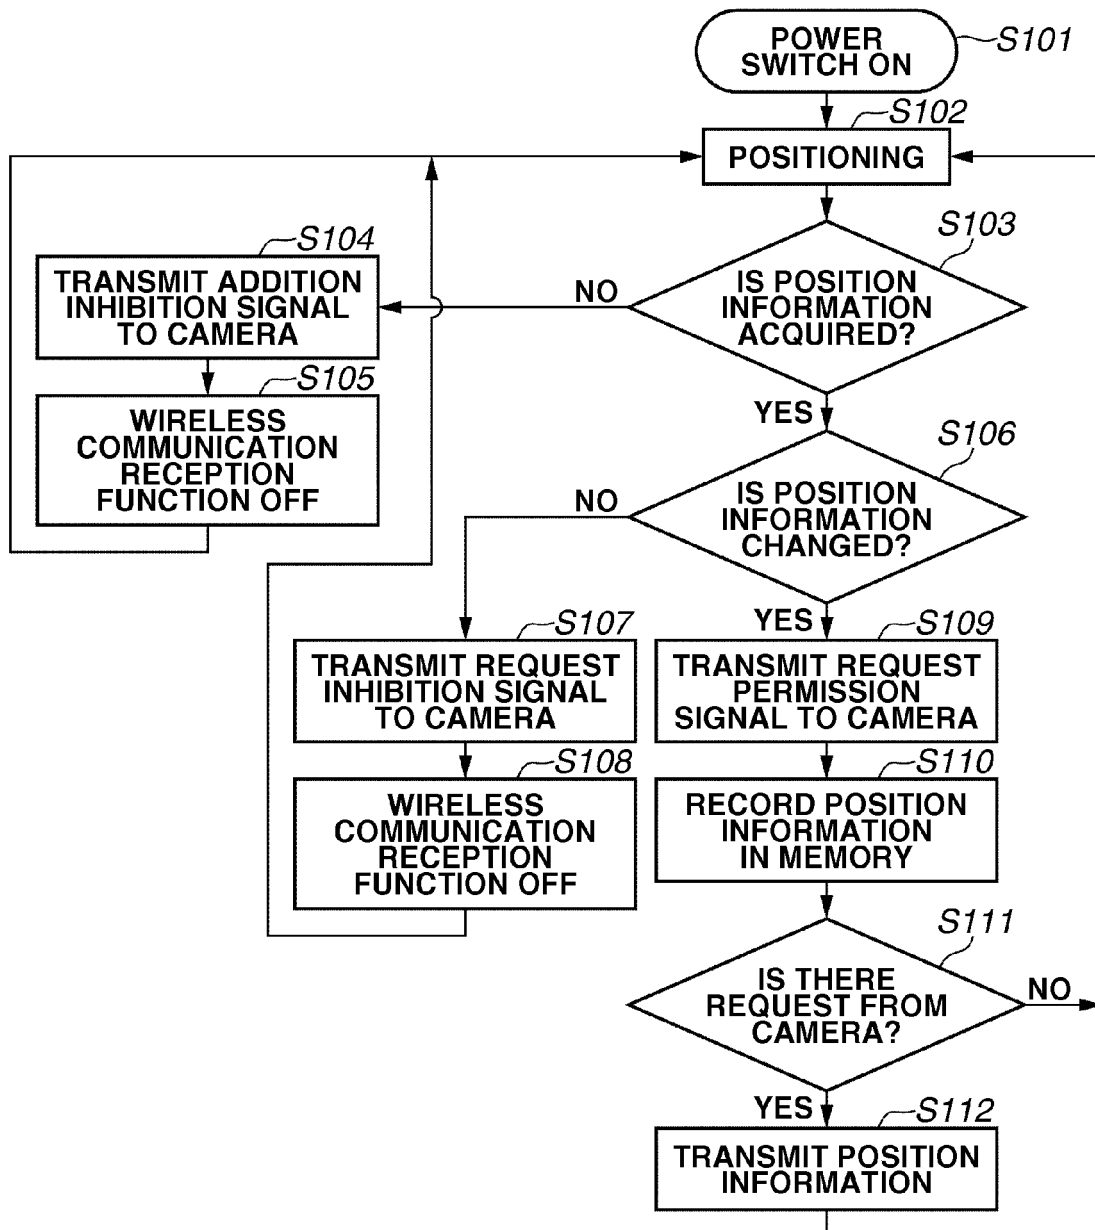 POWER
SWITCH ON
S101
S102
POSITIONING
S103
IS POSITION
INFORMATION
ACQUIRED?
NO
YES
S104
TRANSMIT ADDITION
INHIBITION SIGNAL
TO CAMERA
S105
WIRELESS
COMMUNICATION
RECEPTION
FUNCTION OFF
S106
IS POSITION
INFORMATION
CHANGED?
NO
YES
S107
TRANSMIT REQUEST
INHIBITION SIGNAL
TO CAMERA
S108
WIRELESS
COMMUNICATION
RECEPTION
FUNCTION OFF
S109
TRANSMIT REQUEST
PERMISSION
SIGNAL TO CAMERA
S110
RECORD POSITION
INFORMATION
IN MEMORY
S111
IS THERE
REQUEST FROM
CAMERA?
NO
YES
S112
TRANSMIT POSITION
INFORMATION